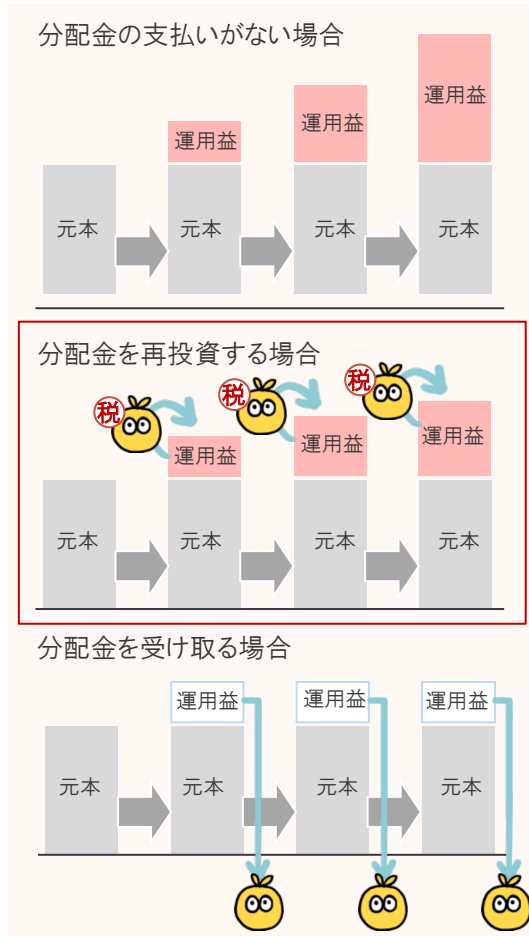 分配金の支払いがない場合
運用益
運用益
運用益
元本
元本
元本
元本
分配金を再投資する場合
税
税
税
運用益
運用益
運用益
元本
元本
元本
元本
分配金を受け取る場合
運用益
運用益
運用益
元本
元本
元本
元本